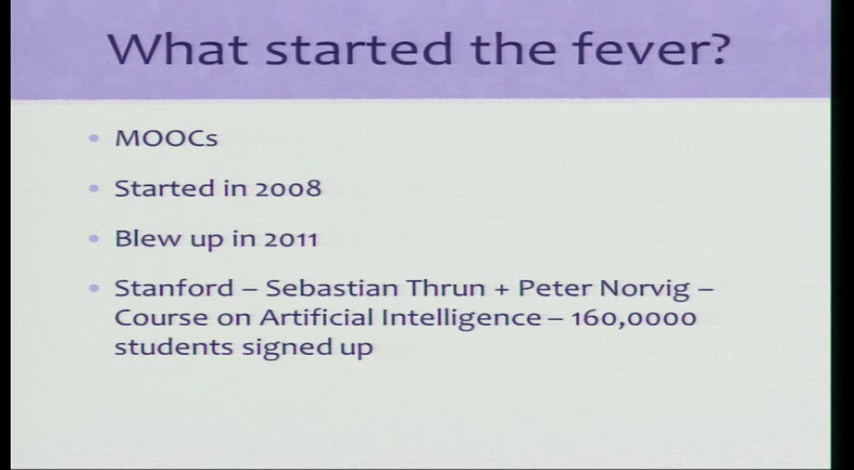 What started the fever?
MOOCs
Started in 2008
Blew up in 2011
Stanford – Sebastian Thrun + Peter Norvig –
Course on Artificial Intelligence – 160,0000
students signed up